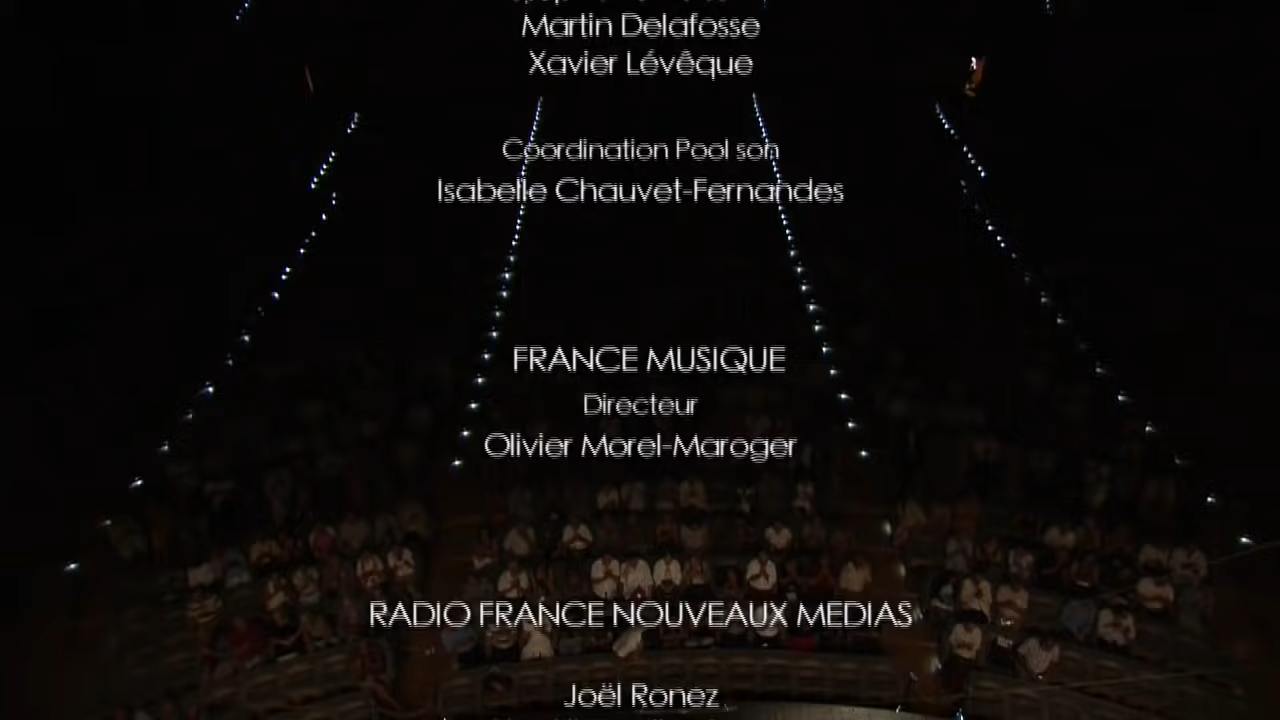 Martin Delafosse
Xavier Lévêque
Coordination Pool son
Isabelle Chauvet-Fernandes
FRANCE MUSIQUE
Directeur
Olivier Morel-Maroger
RADIO FRANCE NOUVEAUX MEDIAS
Joël Ronez